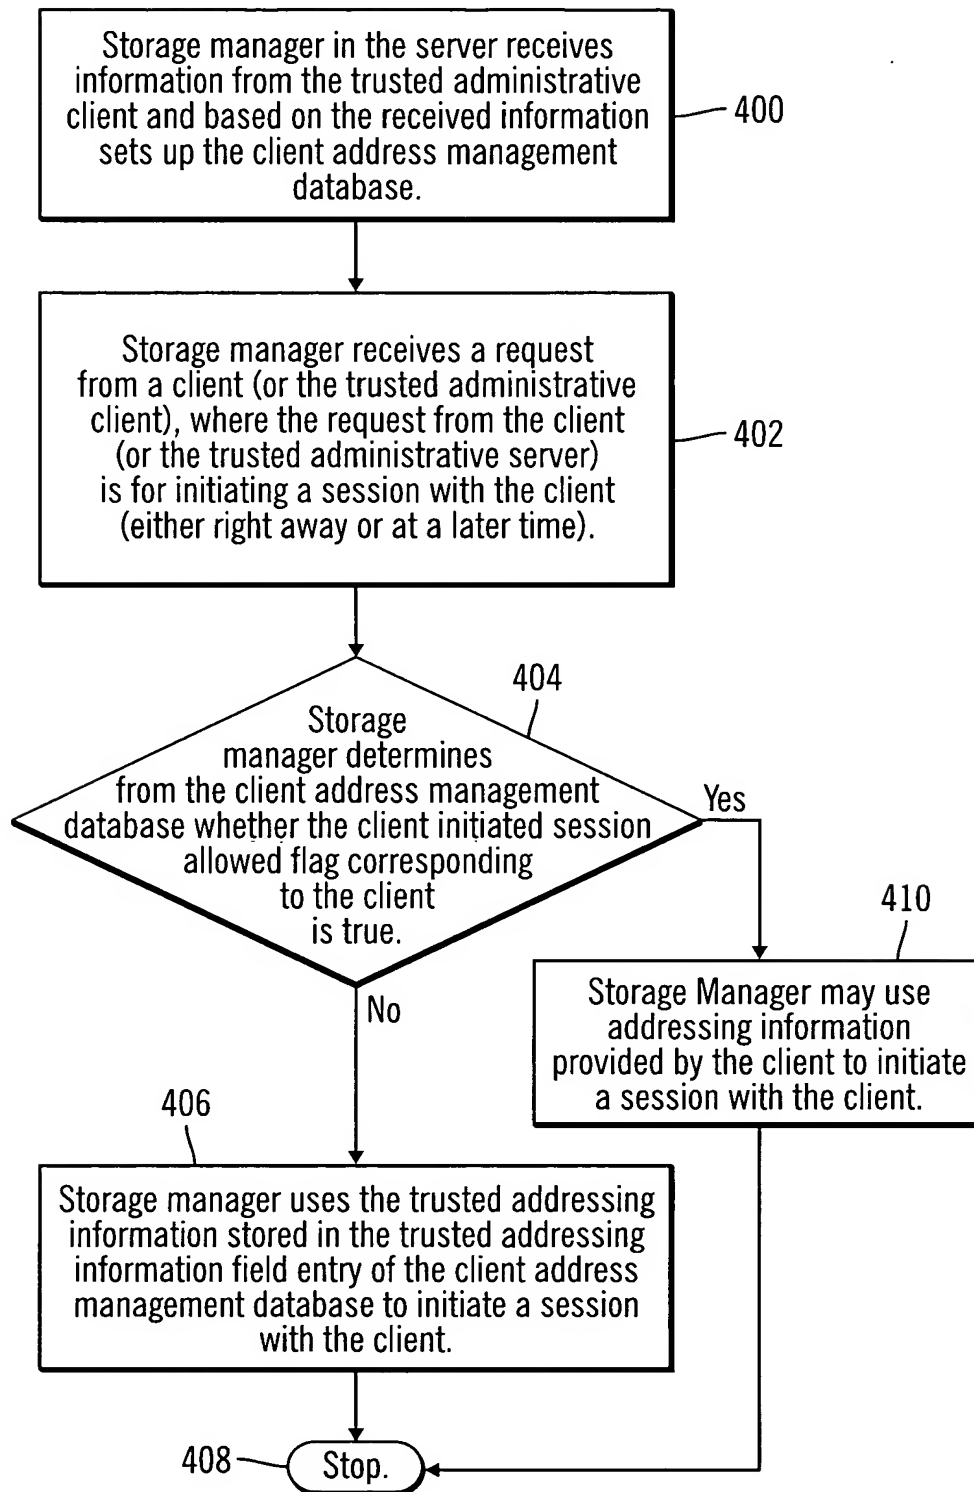 Storage manager in the server receives
information from the trusted administrative
client and based on the received information
sets up the client address management
database.
400
Storage manager receives a request
from a client (or the trusted administrative
client), where the request from the client
(or the trusted administrative server)
is for initiating a session with the client
(either right away or at a later time).
402
404
Storage
manager determines
from the client address management
database whether the client initiated session
allowed flag corresponding
to the client
is true.
Yes
No
410
Storage Manager may use
addressing information
provided by the client to initiate
a session with the client.
406
Storage manager uses the trusted addressing
information stored in the trusted addressing
information field entry of the client address
management database to initiate a session
with the client.
408
Stop.